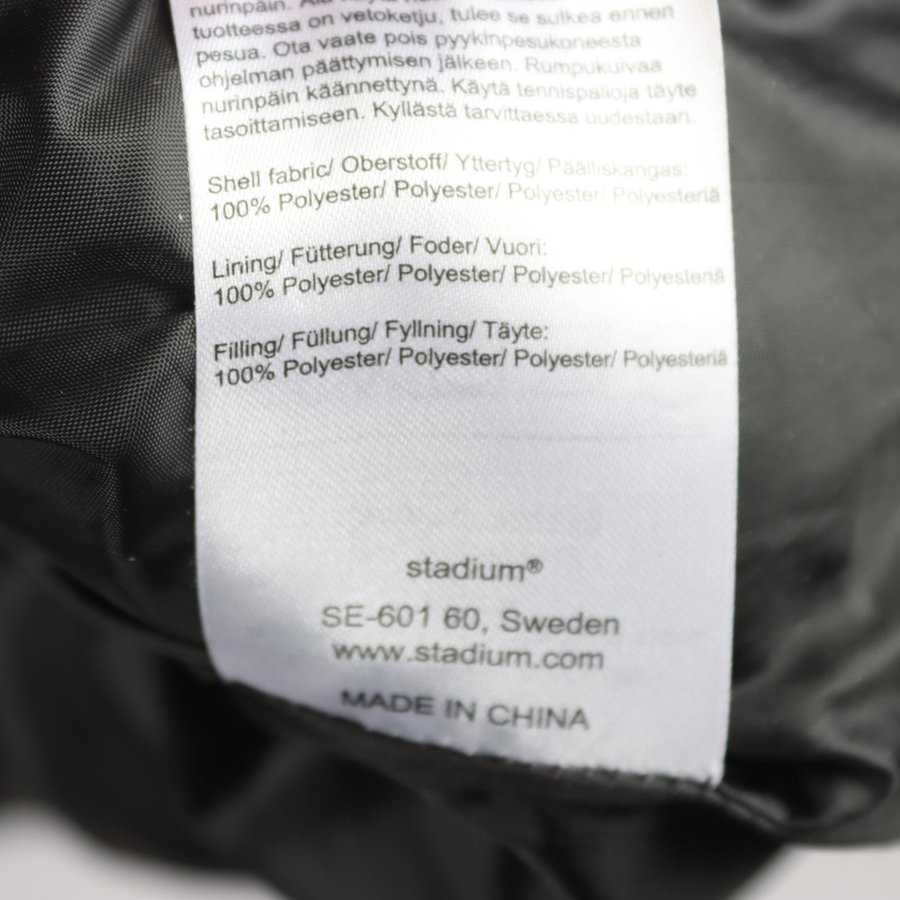 nurinpäin. Älä
tuotteessa on vetoketju, tulee se sulkea ennen
pesua. Ota vaate pois pyykinpesukoneesta
ohjelman päättymisen jälkeen. Rumpukuivaa
nurinpäin käännettynä. Käytä tennispalloja täyte
tasoittamiseen. Kyllästä tarvittaessa uudestaan.
Shell fabric/ Oberstoff/ Yttertyg/ Päälliskangas:
100% Polyester/ Polyester/ Polyester/ Polyesteriä
Lining/ Fütterung/ Foder/ Vuori:
100% Polyester/ Polyester/ Polyester/ Polyesteriä
Filling/ Füllung/ Fyllning/ Täyte:
100% Polyester/ Polyester/ Polyester/ Polyesteriä
stadium®
SE-601 60, Sweden
www.stadium.com
MADE IN CHINA